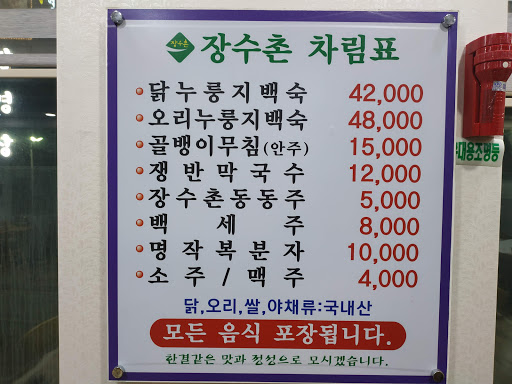 장수촌 장수촌 차림표
닭누룽지백숙 42,000
오리누룽지백숙 48,000
골뱅이무침(안주) 15,000
쟁반막국수 12,000
장수촌동동주 5,000
백세주 8,000
명작복분자 10,000
소주/맥주 4,000
닭,오리,쌀,야채류:국내산
모든 음식 포장됩니다.
한결같은 맛과 정성으로 모시겠습니다.
휴대용조명등